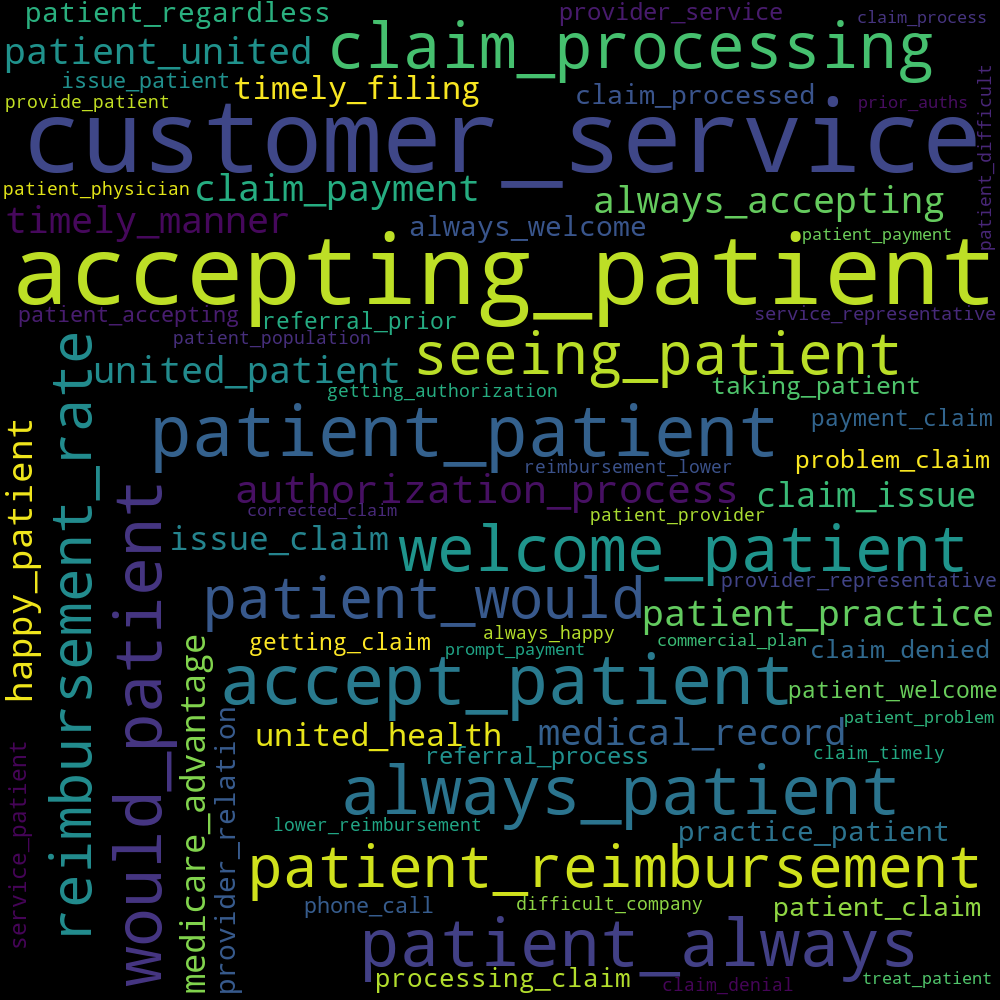 patient_regardless
provider_service
claim_process
patient_united
claim_processing
issue_patient
timely_filing
claim_processed
prior_auths
provide_patient
patient_difficult
customer_service
patient_physician
claim_payment
always_accepting
timely_manner
always_welcome
patient_payment
accepting_patient
patient_accepting
referral_prior
service_representative
patient_population
seeing_patient
united_patient
getting_authorization
taking_patient
reimbursement_rate
patient_patient
payment_claim
happy_patient
reimbursement_lower
problem_claim
authorization_process
claim_issue
corrected_claim
patient_provider
would_patient
issue_claim
welcome_patient
patient_would
provider_representative
patient_practice
getting_claim
always_happy
commercial_plan
prompt_payment
claim_denied
medicare_advantage
accept_patient
patient_welcome
provider_relation
united_health
medical_record
patient_problem
referral_process
claim_timely
service_patient
always_patient
lower_reimbursement
practice_patient
patient_reimbursement
phone_call
difficult_company
patient_claim
patient_always
processing_claim
claim_denial
treat_patient